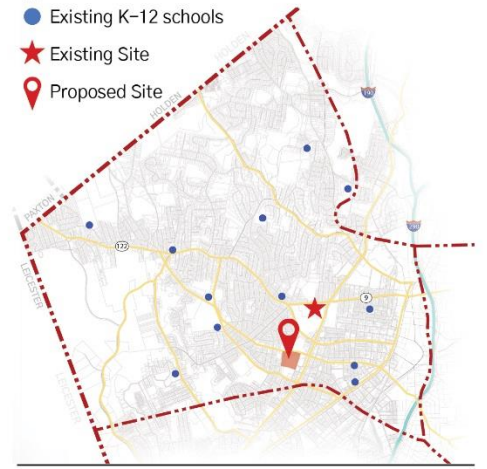 Existing K-12 schools
Existing Site
Proposed Site
HOLDEN
HOLDEN
190
PAXTON
LEICESTER
122
290
9
LEICESTER